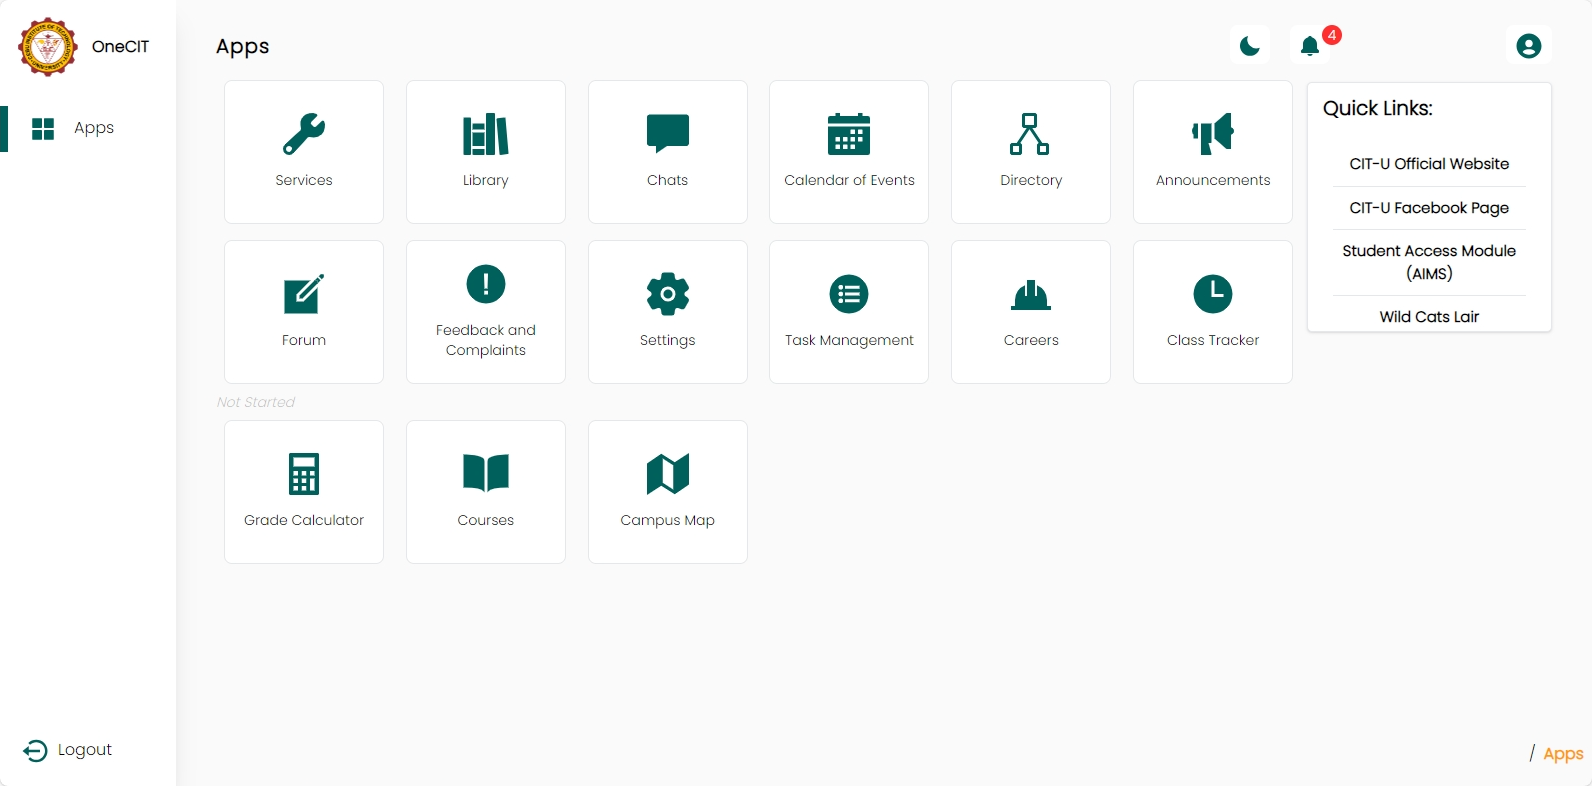 OneCIT
Apps
Logout
Apps
4
Services
Library
Chats
Calendar of Events
Directory
Announcements
Forum
Feedback and
Complaints
Settings
Task Management
Careers
Class Tracker
Not Started
Grade Calculator
Courses
Campus Map
Quick Links:
CIT-U Official Website
CIT-U Facebook Page
Student Access Module
(AIMS)
Wild Cats Lair
/ Apps